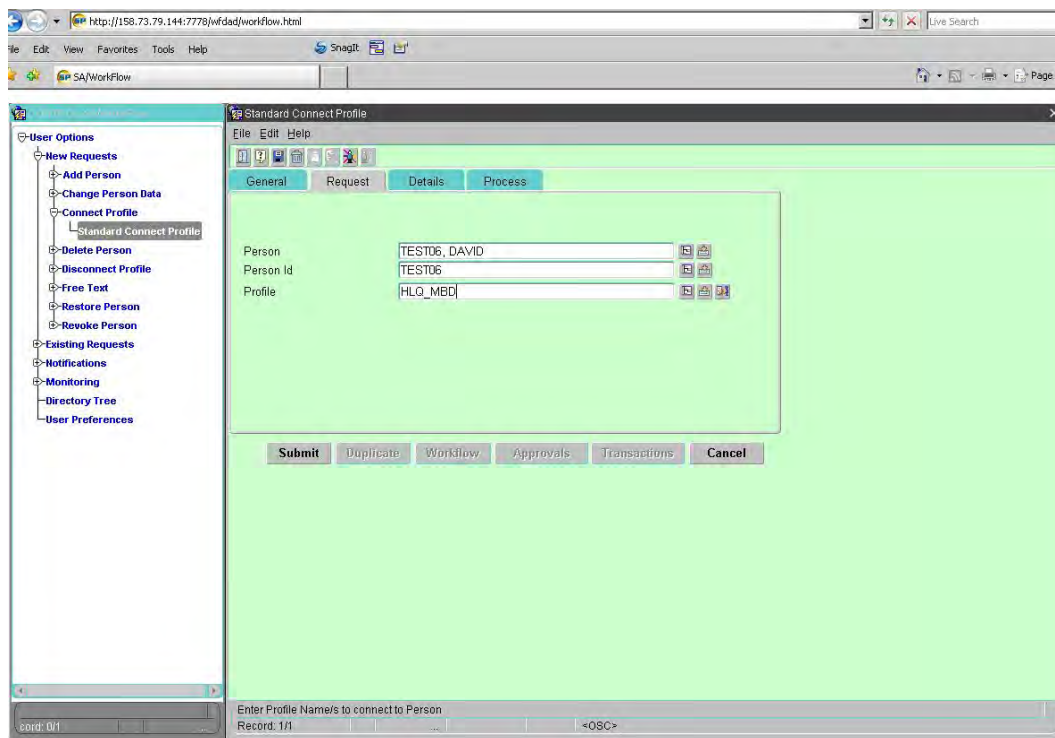 http://158.73.79.144:7778/wfdad/workflow.html
Live Search
File Edit View Favorites Tools Help
SnagIt
SA/WorkFlow
Page
Standard Connect Profile
File Edit Help
General Request Details Process
User Options
New Requests
Add Person
Change Person Data
Connect Profile
Standard Connect Profile
Delete Person
Disconnect Profile
Free Text
Restore Person
Revoke Person
Existing Requests
Notifications
Monitoring
Directory Tree
User Preferences
Person TEST06, DAVID
Person Id TEST06
Profile HLQ_MBD
Submit Duplicate Workflow Approvals Transactions Cancel
Enter Profile Name/s to connect to Person
cord: 0/1 ...
Record: 1/1 ... <OSC>